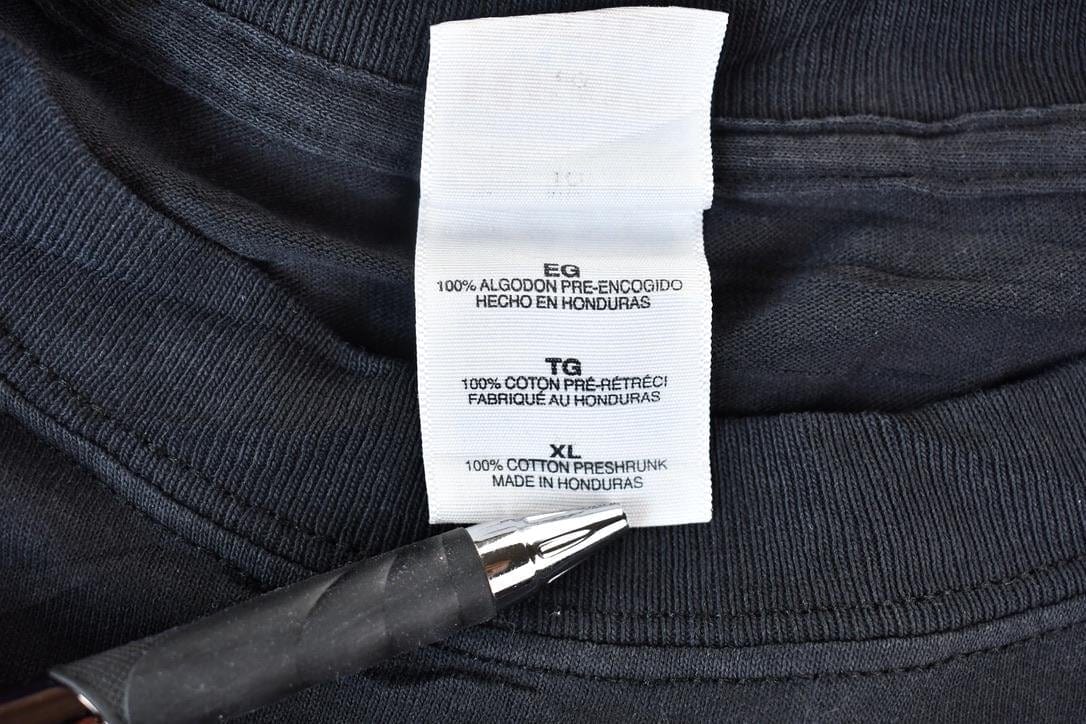 EG
100% ALGODON PRE-ENCOGIDO
HECHO EN HONDURAS
TG
100% COTON PRÉ-RÉTRÉCI
FABRIQUÉ AU HONDURAS
XL
100% COTTON PRESHRUNK
MADE IN HONDURAS